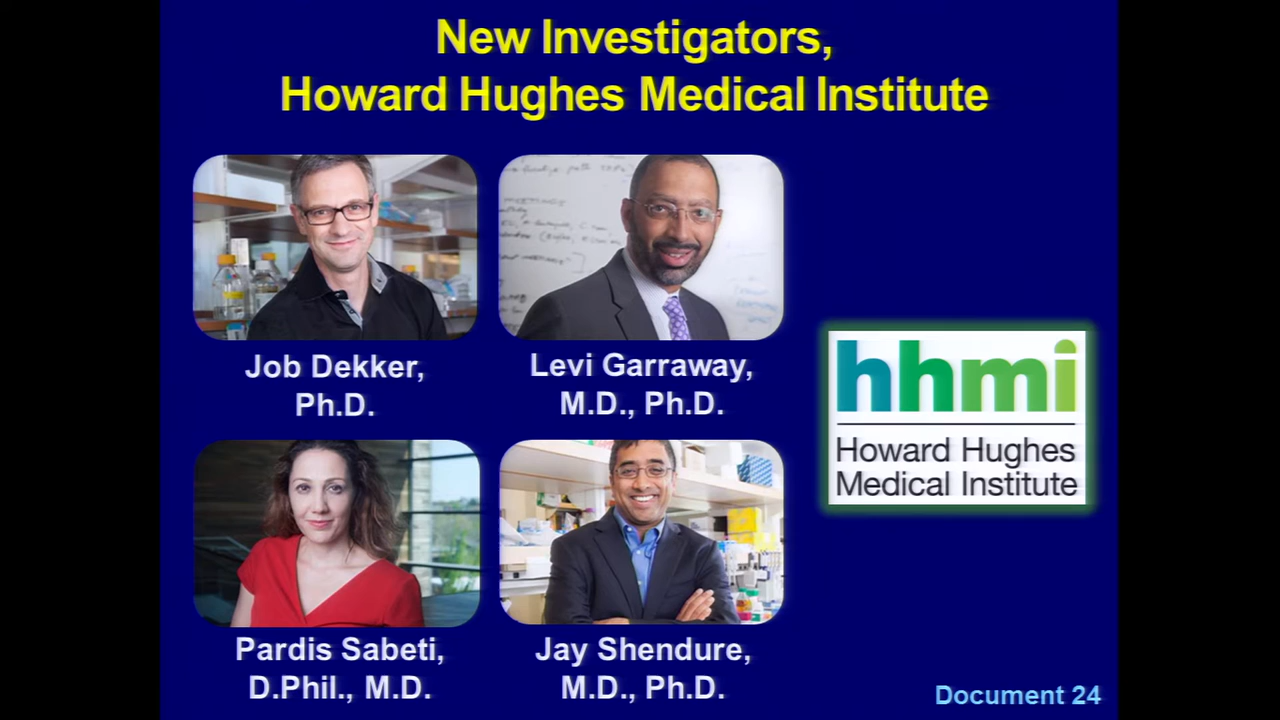 New Investigators,
Howard Hughes Medical Institute
Job Dekker,
Ph.D.
Levi Garraway,
M.D., Ph.D.
Pardis Sabeti,
D.Phil., M.D.
Jay Shendure,
M.D., Ph.D.
hhmi
Howard Hughes
Medical Institute
Document 24